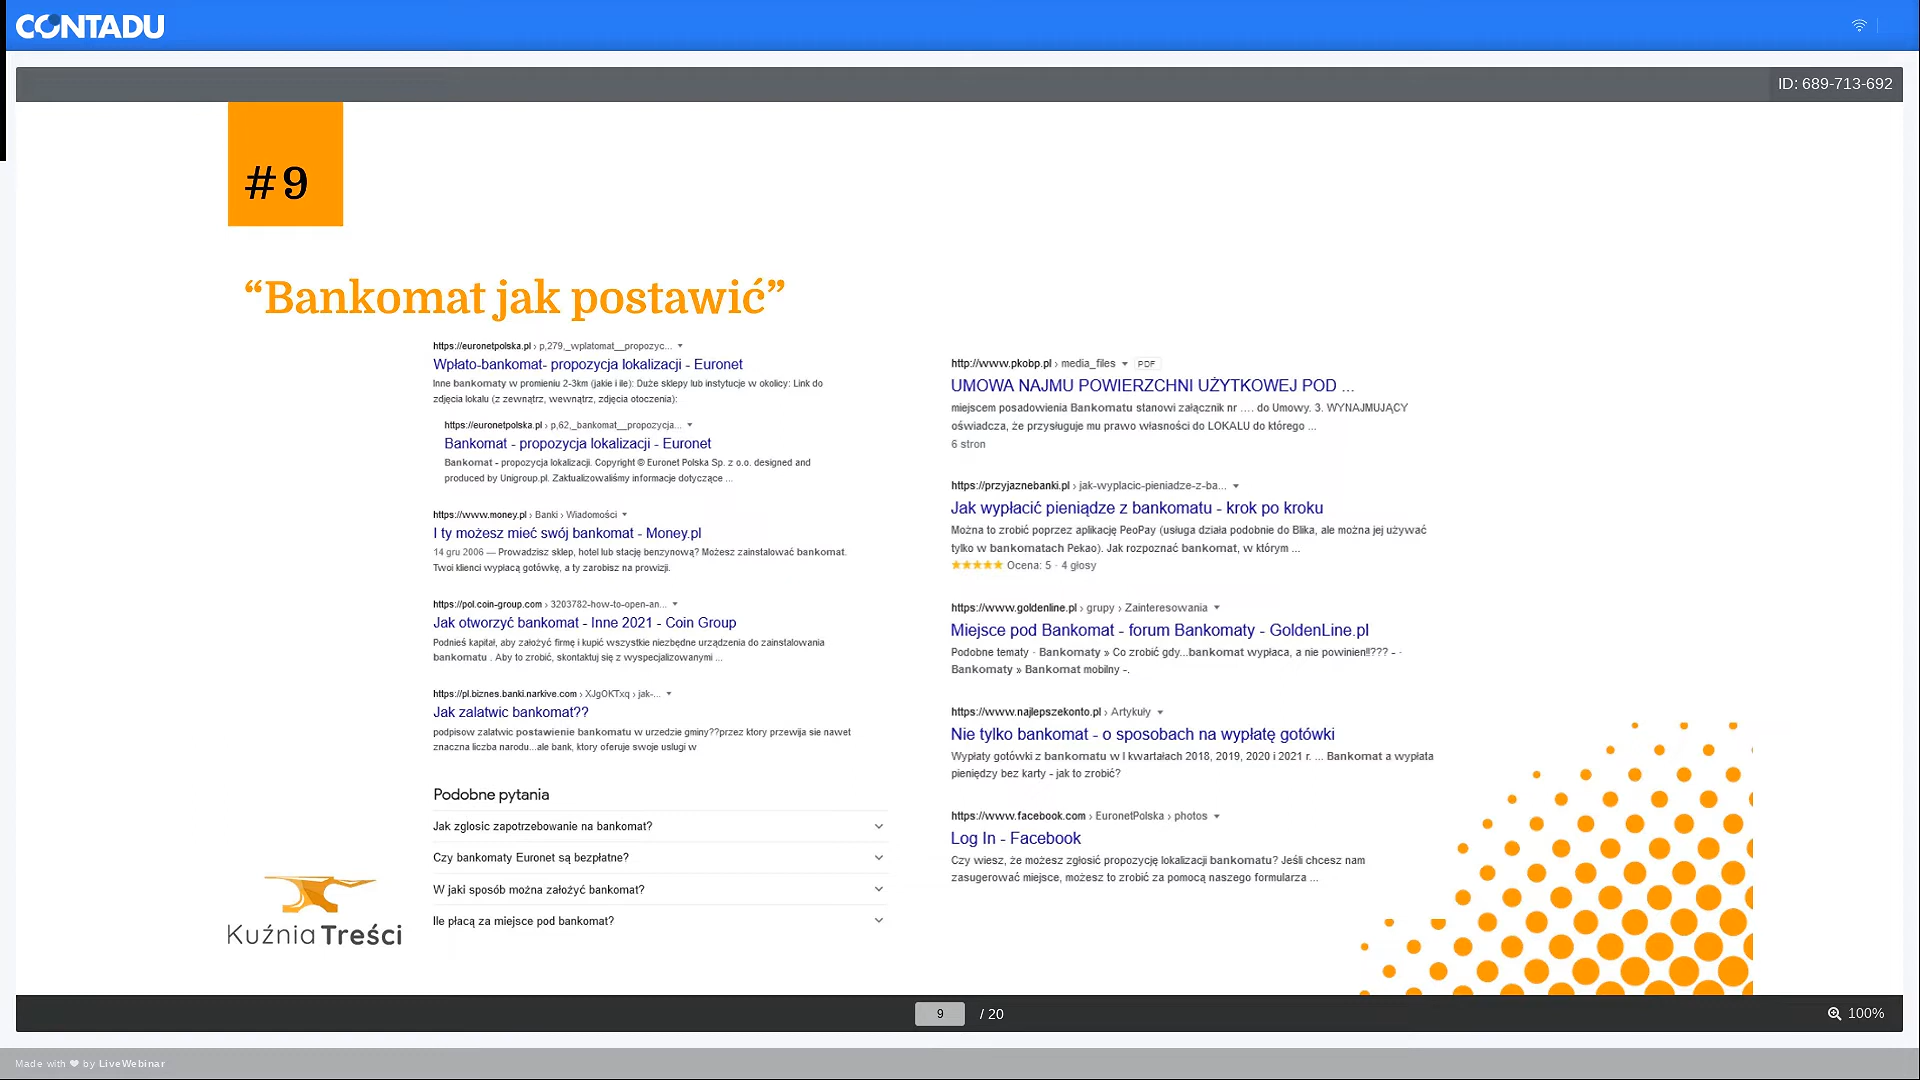 CONTADU
ID: 689-713-692
#9
“Bankomat jak postawić”
https://euronetpolska.pl › p,279,_wplatomat__propozyc...
Wpłato-bankomat- propozycja lokalizacji - Euronet
Inne bankomaty w promieniu 2-3km (jakie i ile): Duże sklepy lub instytucje w okolicy: Link do
zdjęcia lokalu (z zewnątrz, wewnątrz, zdjęcia otoczenia):
https://euronetpolska.pl › p,62,_bankomat__propozycja...
Bankomat - propozycja lokalizacji - Euronet
Bankomat - propozycja lokalizacji. Copyright © Euronet Polska Sp. z o.o. designed and
produced by Unigroup.pl. Zaktualizowaliśmy informacje dotyczące ...
https://www.money.pl › Banki › Wiadomości
I ty możesz mieć swój bankomat - Money.pl
14 gru 2006 — Prowadzisz sklep, hotel lub stację benzynową? Możesz zainstalować bankomat.
Twoi klienci wypłacą gotówkę, a ty zarobisz na prowizji.
https://pol.coin-group.com › 3203782-how-to-open-an...
Jak otworzyć bankomat - Inne 2021 - Coin Group
Podnieś kapitał, aby założyć firmę i kupić wszystkie niezbędne urządzenia do zainstalowania
bankomatu . Aby to zrobić, skontaktuj się z wyspecjalizowanymi ...
https://pl.biznes.banki.narkive.com › XJgOKTxq › jak-...
Jak zalatwic bankomat??
podpisow zalatwic postawienie bankomatu w urzedzie gminy??przez ktory przewija sie nawet
znaczna liczba narodu...ale bank, ktory oferuje swoje uslugi w
Podobne pytania
Jak zglosic zapotrzebowanie na bankomat?
Czy bankomaty Euronet są bezpłatne?
W jaki sposób można założyć bankomat?
Ile płacą za miejsce pod bankomat?
http://www.pkobp.pl › media_files PDF
UMOWA NAJMU POWIERZCHNI UŻYTKOWEJ POD ...
miejscem posadowienia Bankomatu stanowi załącznik nr …. do Umowy. 3. WYNAJMUJĄCY
oświadcza, że przysługuje mu prawo własności do LOKALU do którego ...
6 stron
https://przyjaznebanki.pl › jak-wyplacic-pieniadze-z-ba...
Jak wypłacić pieniądze z bankomatu - krok po kroku
Można to zrobić poprzez aplikację PeoPay (usługa działa podobnie do Blika, ale można jej używać
tylko w bankomatach Pekao). Jak rozpoznać bankomat, w którym ...
★★★★★ Ocena: 5 · 4 głosy
https://www.goldenline.pl › grupy › Zainteresowania
Miejsce pod Bankomat - forum Bankomaty - GoldenLine.pl
Podobne tematy · Bankomaty » Co zrobić gdy...bankomat wypłaca, a nie powinien!!??? - ·
Bankomaty » Bankomat mobilny -.
https://www.najlepszekonto.pl › Artykuły
Nie tylko bankomat - o sposobach na wypłatę gotówki
Wypłaty gotówki z bankomatu w I kwartałach 2018, 2019, 2020 i 2021 r. ... Bankomat a wypłata
pieniędzy bez karty - jak to zrobić?
https://www.facebook.com › EuronetPolska › photos
Log In - Facebook
Czy wiesz, że możesz zgłosić propozycję lokalizacji bankomatu? Jeśli chcesz nam
zasugerować miejsce, możesz to zrobić za pomocą naszego formularza ...
Kuźnia Treści
9 / 20
100%
Made with ❤ by LiveWebinar